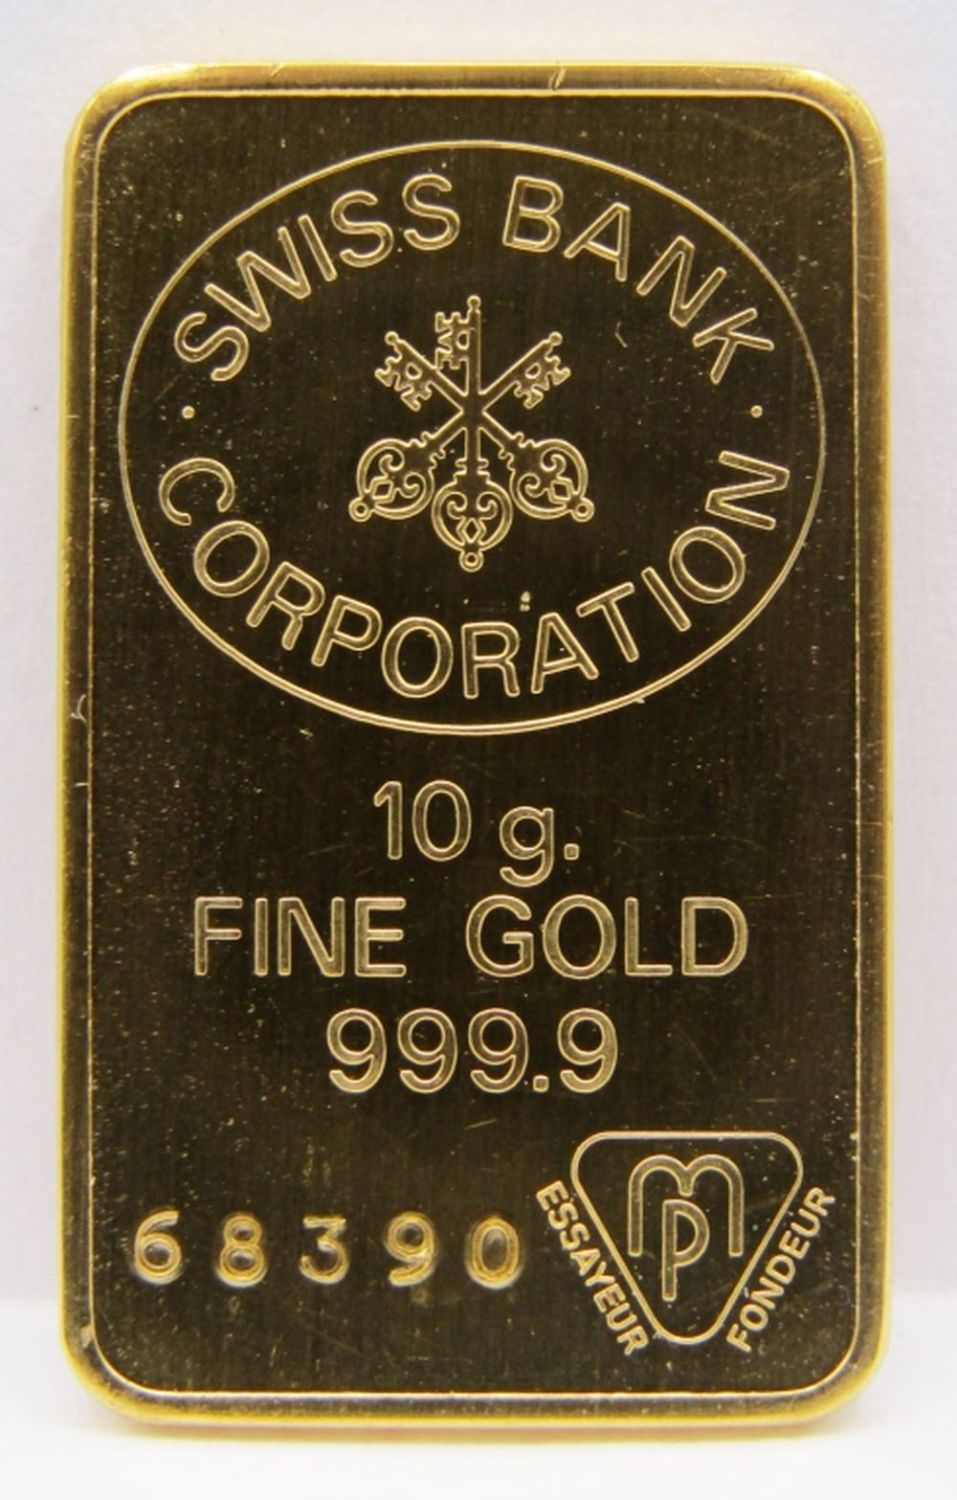 SWISS BANK
CORPORATION
10 g.
FINE GOLD
999.9
68390
MP
ESSAYEUR
FONDEUR